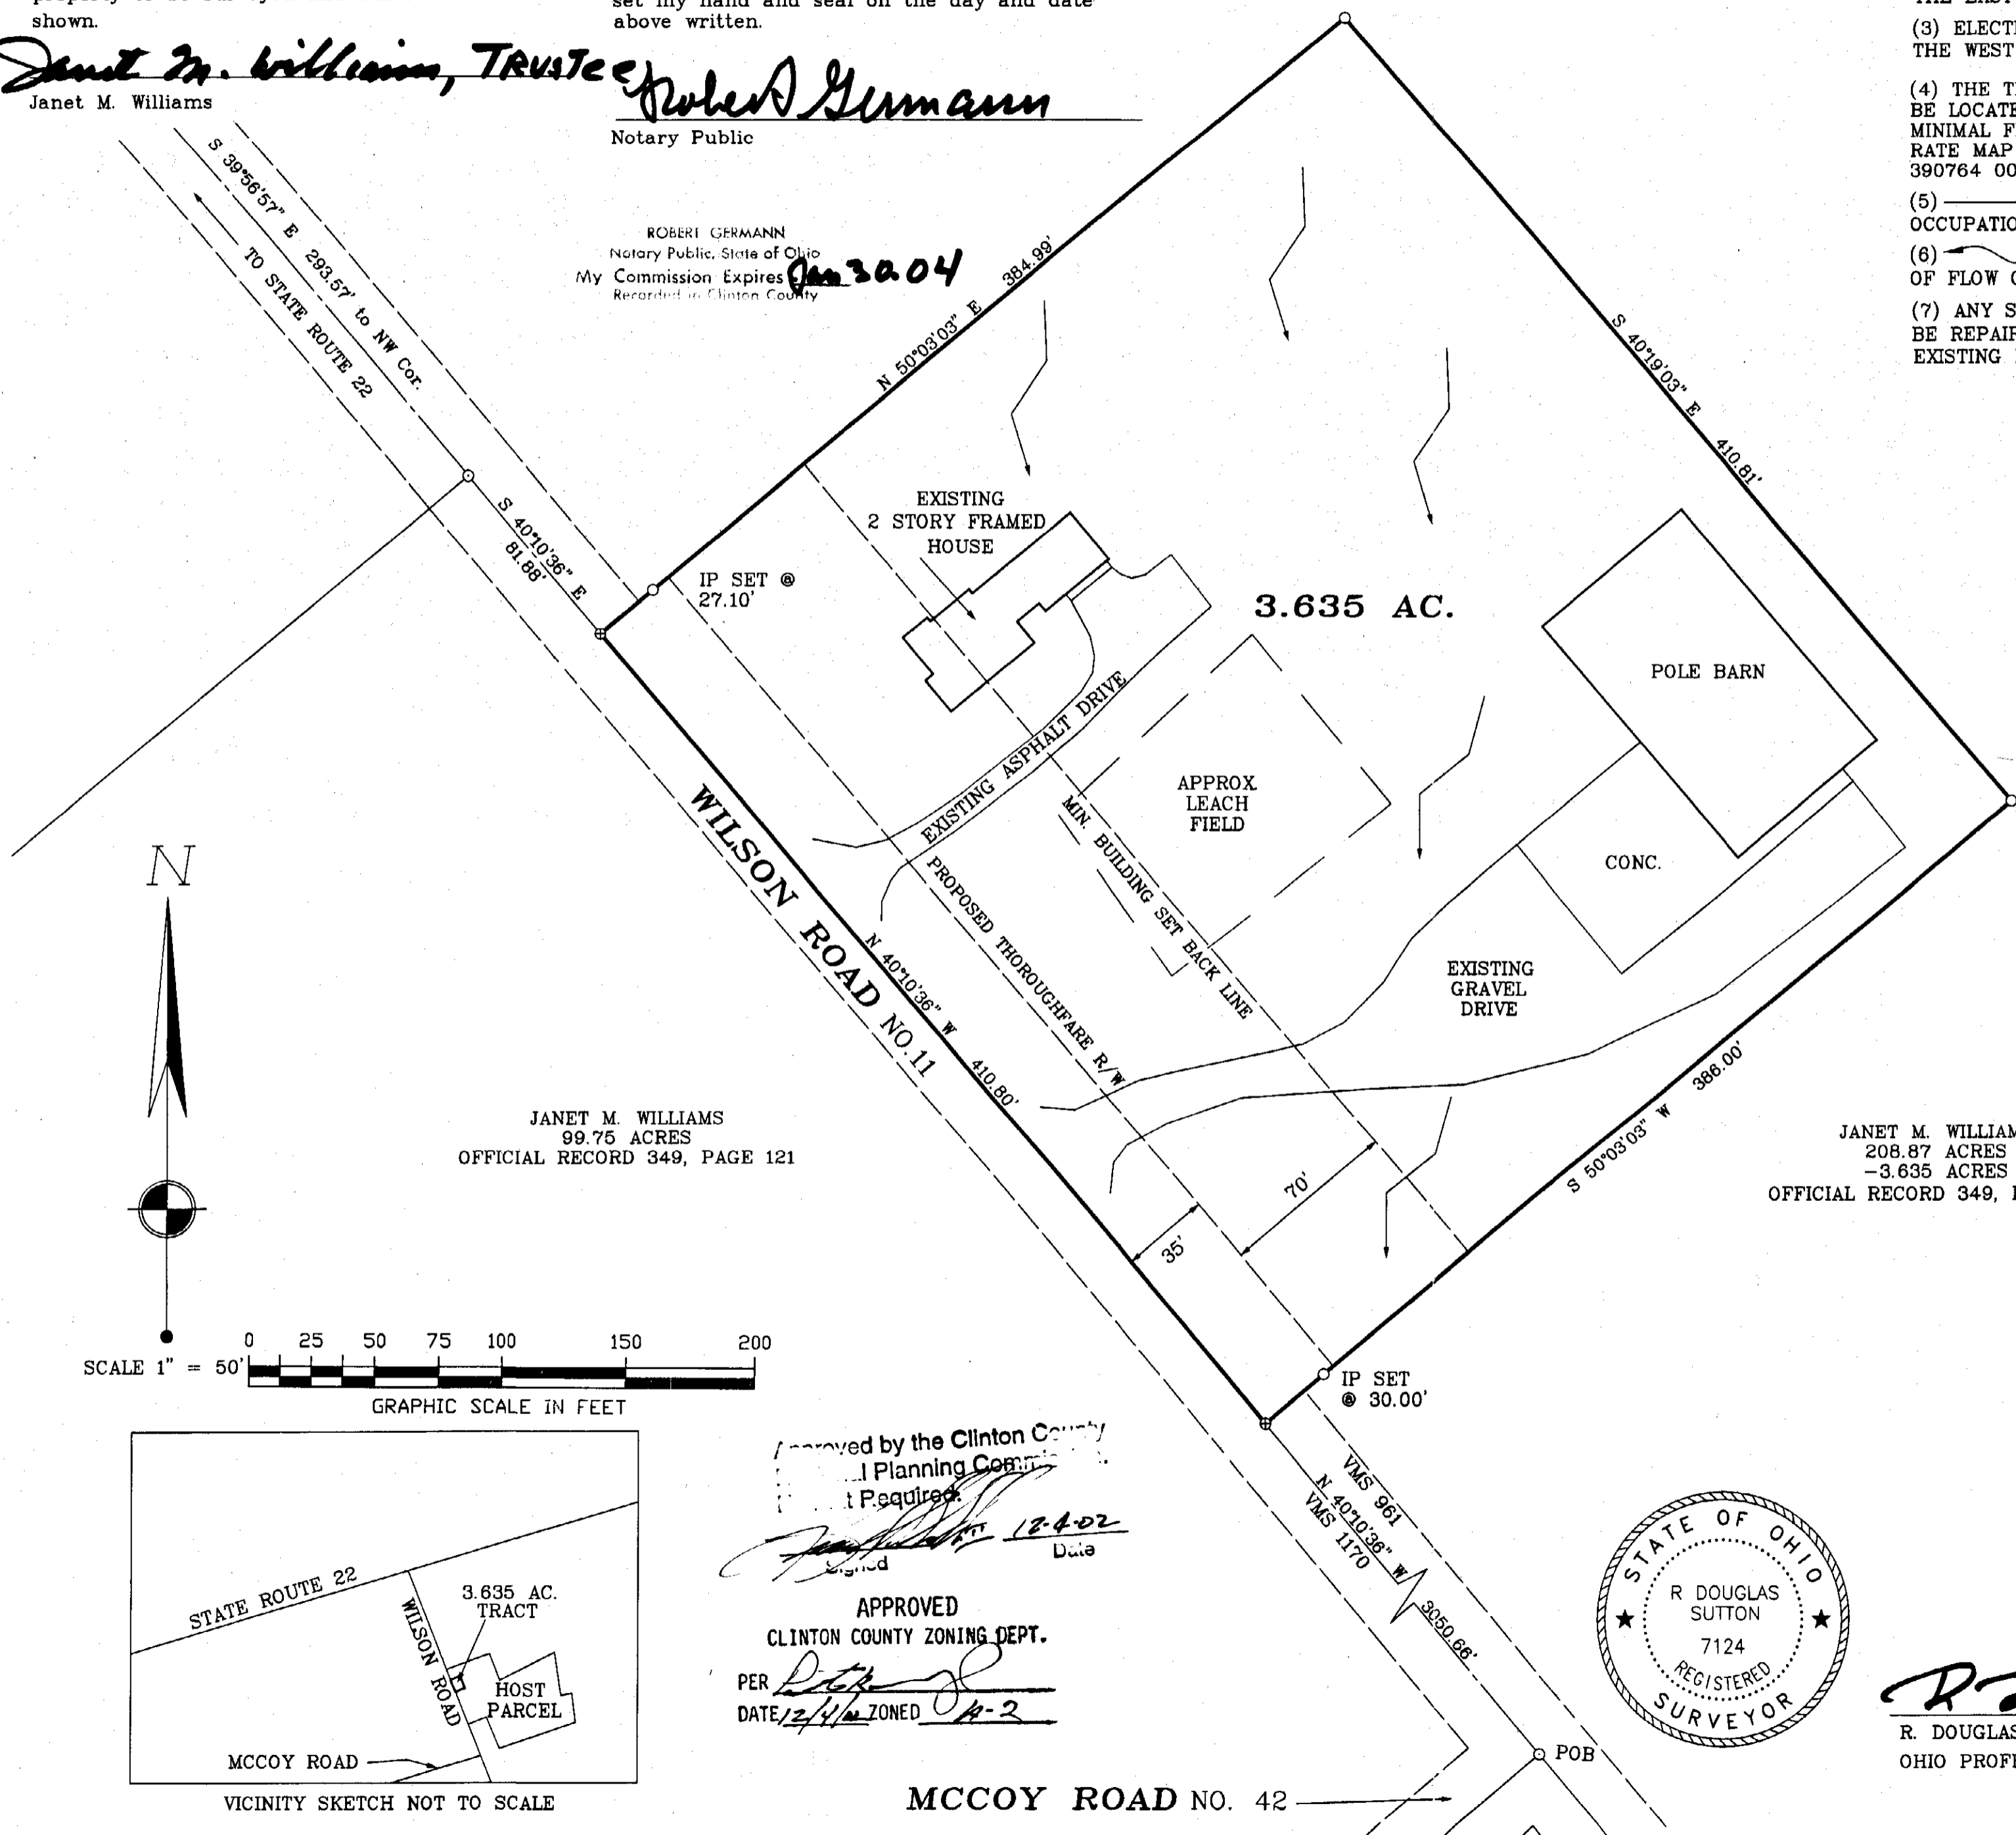 shown.
above written.
Janet M. Williams, TRUSTEE
Janet M. Williams
Robert Germann
Notary Public
ROBERT GERMANN
Notary Public, State of Ohio
My Commission Expires Jan 30 04
Recorded in Clinton County
THE WEST
(3) ELECT
(4) THE
BE LOCATE
MINIMAL F
RATE MAP
390764 00
(5)
OCCUPATIO
(6)
OF FLOW
(7) ANY S
BE REPAIR
EXISTING
S 39°56'57" E 293.57' to NW Cor.
TO STATE ROUTE 22
N 50°03'03" E 384.99'
S 40°19'03" E 410.81'
S 40°10'36" E
81.88'
IP SET @
27.10'
EXISTING
2 STORY FRAMED
HOUSE
3.635 AC.
POLE BARN
EXISTING ASPHALT DRIVE
APPROX.
LEACH
FIELD
CONC.
MIN. BUILDING SET BACK LINE
PROPOSED THOROUGHFARE R/W
WILSON ROAD NO.11
N 40°10'36" W 410.80'
EXISTING
GRAVEL
DRIVE
S 50°03'03" W 386.00'
70'
35'
N
JANET M. WILLIAMS
99.75 ACRES
OFFICIAL RECORD 349, PAGE 121
JANET M. WILLIAM
208.87 ACRES
-3.635 ACRES
OFFICIAL RECORD 349,
0 25 50 75 100 150 200
SCALE 1" = 50'
GRAPHIC SCALE IN FEET
IP SET
@ 30.00'
VMS 961
N 40°10'36" W 3050.66'
VMS 1170
POB
STATE ROUTE 22
WILSON ROAD
3.635 AC.
TRACT
HOST
PARCEL
MCCOY ROAD
VICINITY SKETCH NOT TO SCALE
by the Clinton County
Planning
Required.
12-4-02
Signed Date
APPROVED
CLINTON COUNTY ZONING DEPT.
PER
DATE 12/4/02 ZONED A-2
MCCOY ROAD NO. 42
STATE OF OHIO
R DOUGLAS
SUTTON
7124
REGISTERED
SURVEYOR
R. DOUGLAS
OHIO PROF